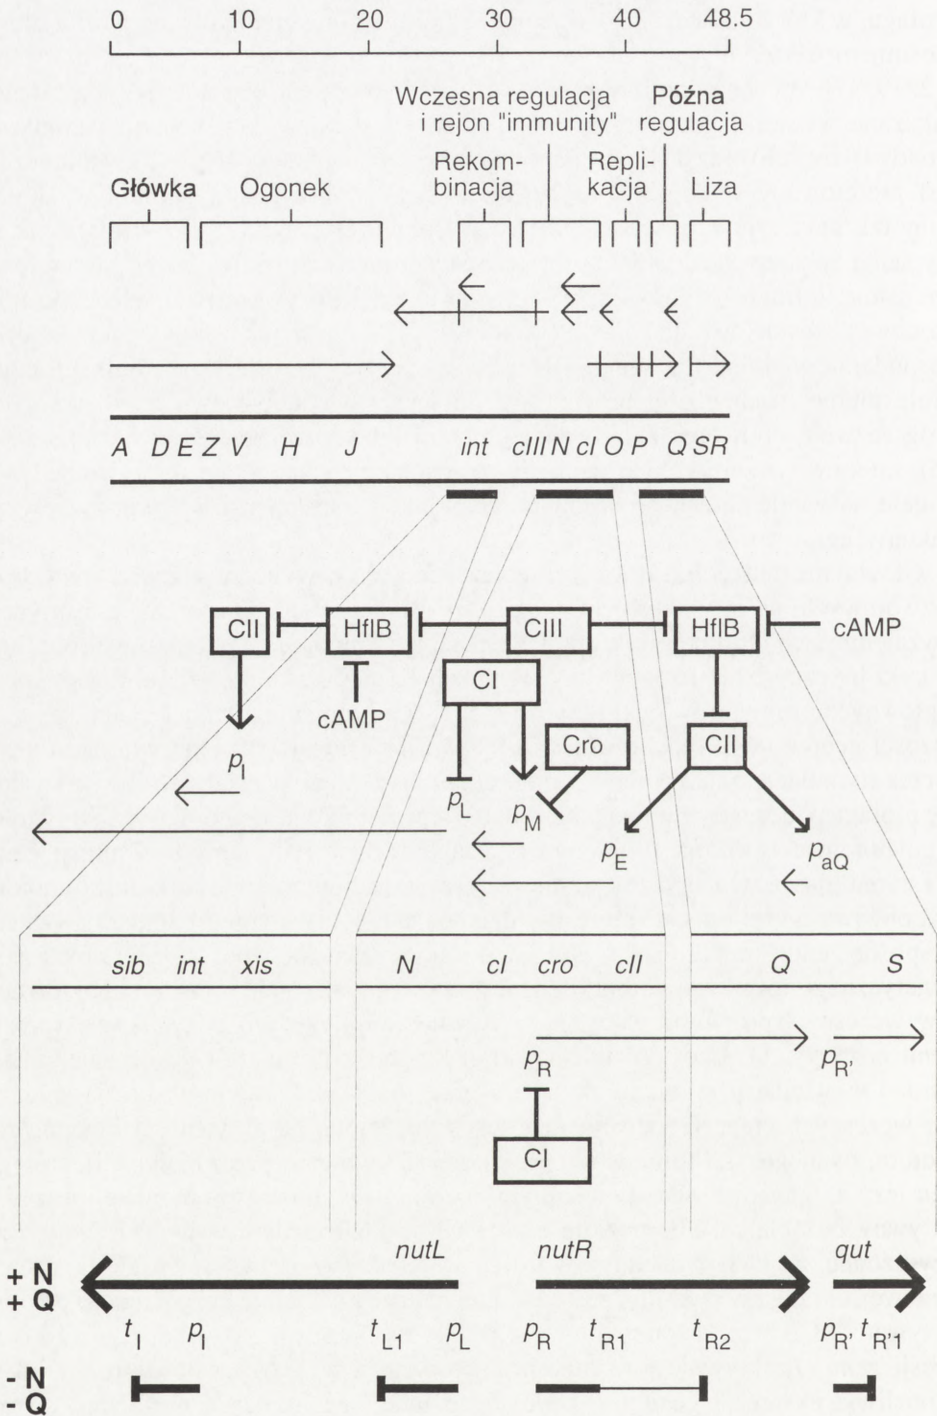 0 10 20 30 40 48.5
Wczesna regulacja Późna
i rejon "immunity" regulacja
Rekom- Repli-
Główka Ogonek binacja kacja Liza
A D E Z V H J int cIII N cI O P Q SR
CII HflB CIII HflB cAMP
CI
cAMP
Cro CII
pI
pL pM
pE paQ
sib int xis N cI cro cII Q S
pR pR'
CI
nutL nutR qut
+ N
+ Q
tI pI tL1 pL pR tR1 tR2 pR' tR'1
- N
- Q